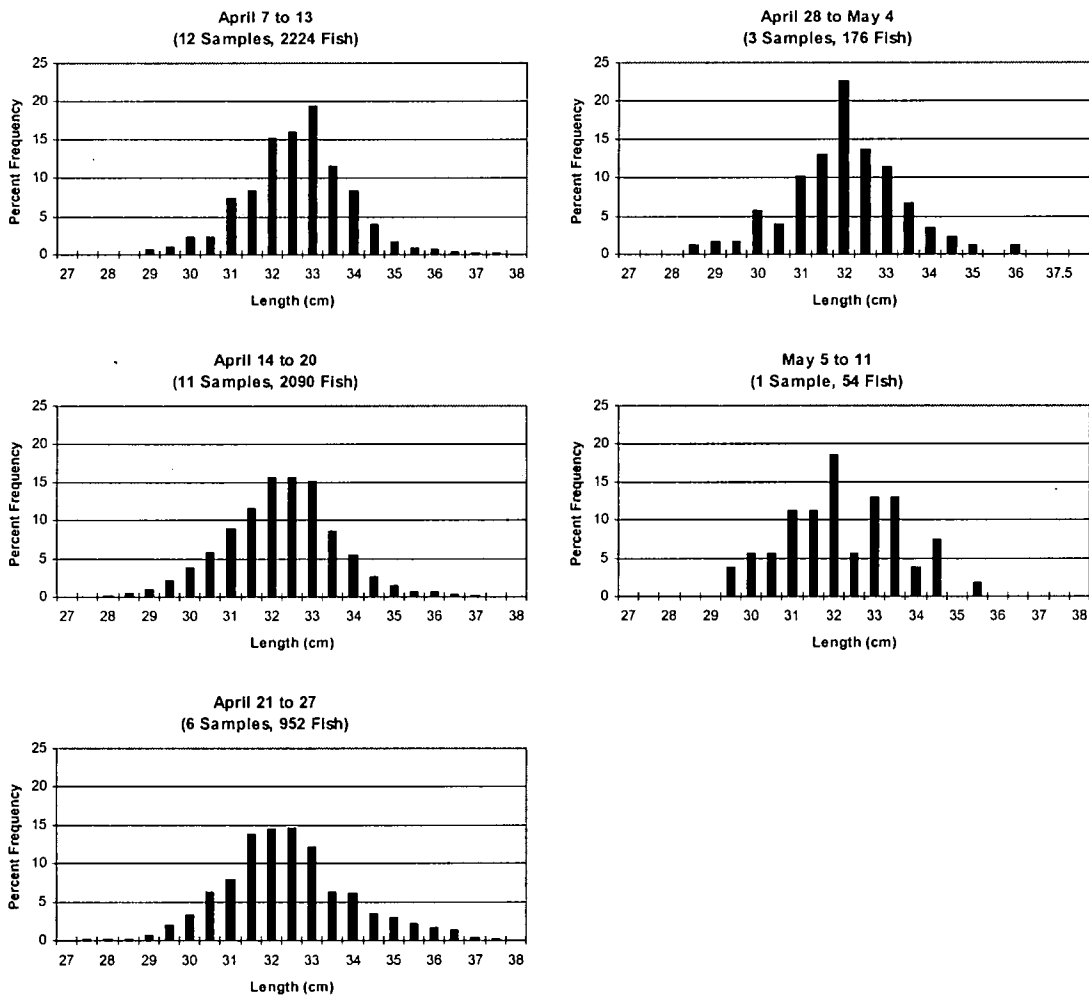 April 7 to 13
(12 Samples, 2224 Fish)
25
20
15
10
5
0
Percent Frequency
27 28 29 30 31 32 33 34 35 36 37 38
Length (cm)
April 14 to 20
(11 Samples, 2090 Fish)
25
20
15
10
5
0
Percent Frequency
27 28 29 30 31 32 33 34 35 36 37 38
Length (cm)
April 21 to 27
(6 Samples, 952 Fish)
25
20
15
10
5
0
Percent Frequency
27 28 29 30 31 32 33 34 35 36 37 38
Length (cm)
April 28 to May 4
(3 Samples, 176 Fish)
25
20
15
10
5
0
Percent Frequency
27 28 29 30 31 32 33 34 35 36 37.5
Length (cm)
May 5 to 11
(1 Sample, 54 Fish)
25
20
15
10
5
0
Percent Frequency
27 28 29 30 31 32 33 34 35 36 37 38
Length (cm)